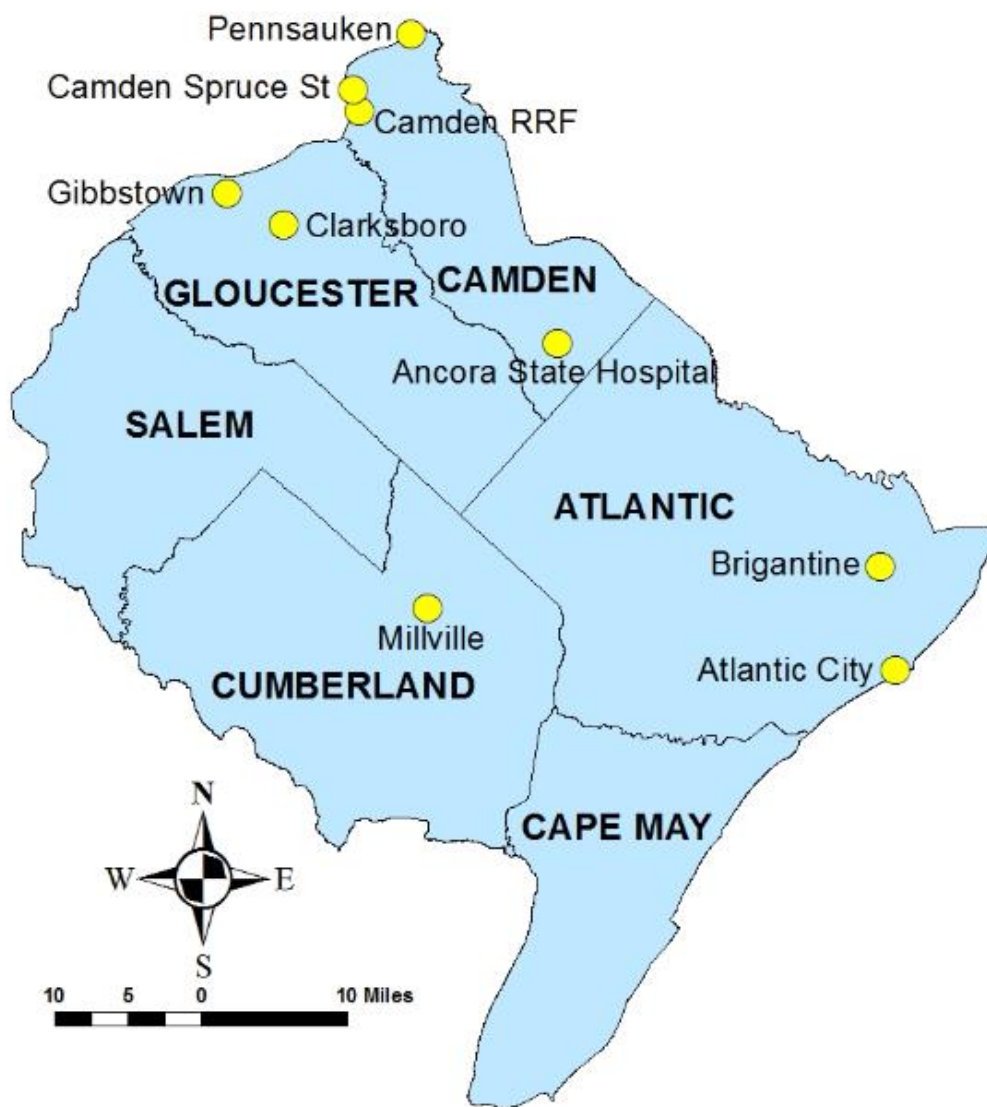 Pennsauken
Camden Spruce St
Camden RRF
Gibbstown
Clarksboro
GLOUCESTER
CAMDEN
Ancora State Hospital
SALEM
ATLANTIC
Brigantine
Millville
Atlantic City
CUMBERLAND
CAPE MAY
N
W E
S
10 5 0 10 Miles